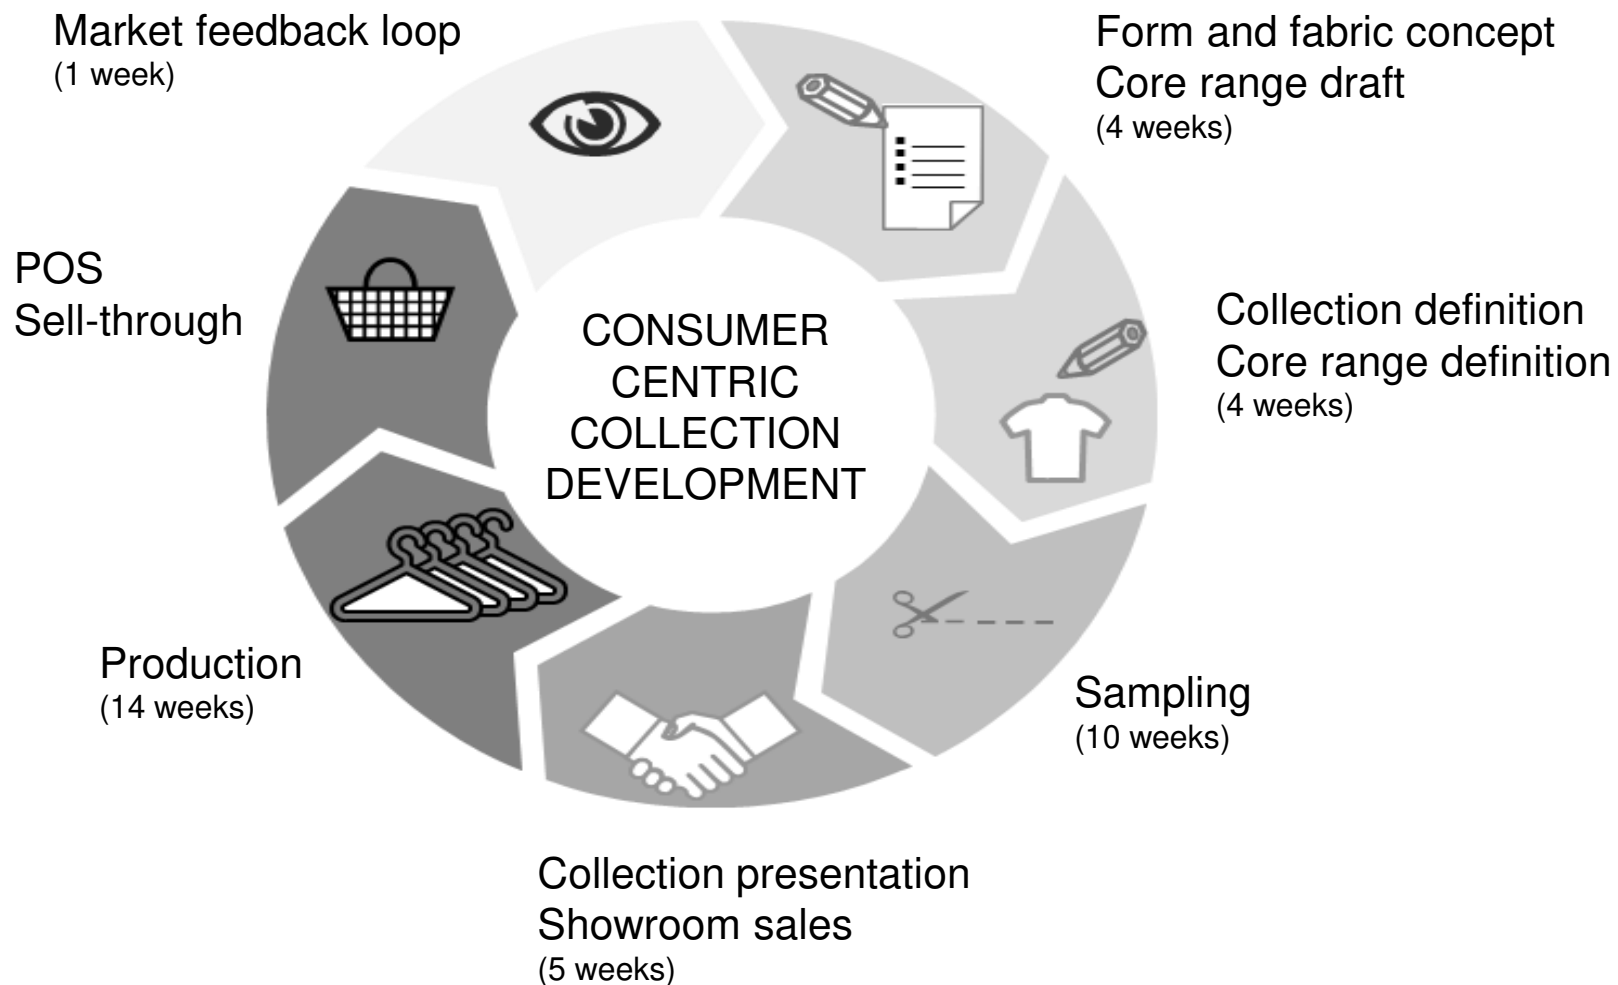 Market feedback loop
(1 week)
Form and fabric concept
Core range draft
(4 weeks)
POS
Sell-through
CONSUMER
CENTRIC
COLLECTION
DEVELOPMENT
Collection definition
Core range definition
(4 weeks)
Production
(14 weeks)
Sampling
(10 weeks)
Collection presentation
Showroom sales
(5 weeks)